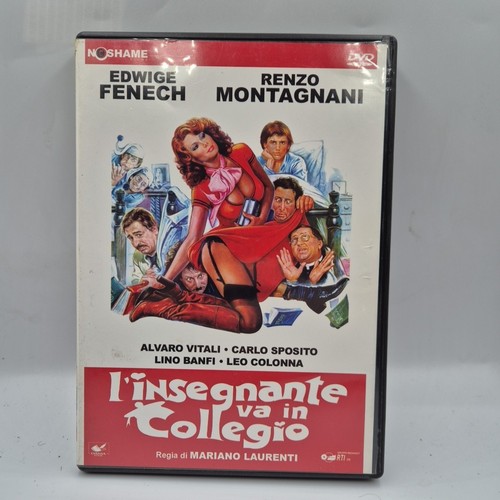 NOSHAME
DVD
EDWIGE
FENECH
RENZO
MONTAGNANI
ALVARO VITALI • CARLO SPOSITO
LINO BANFI • LEO COLONNA
l'insegnante
va in
Collegio
Regia di MARIANO LAURENTI
RTI